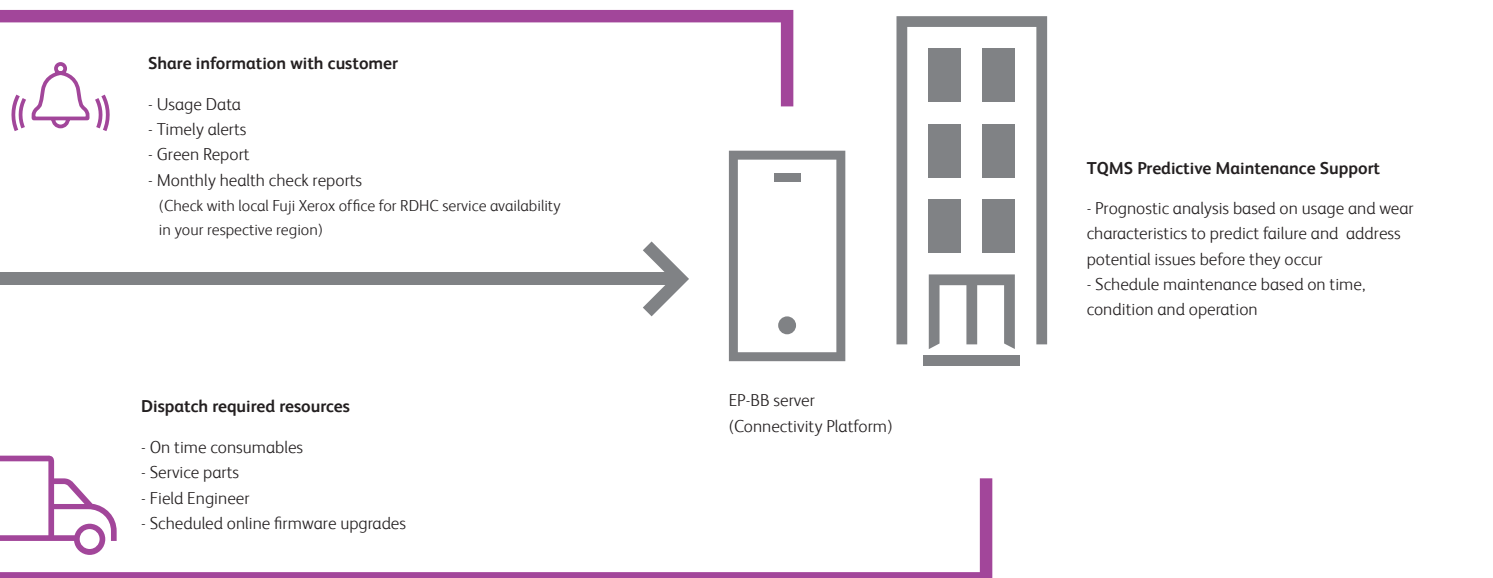 Share information with customer
- Usage Data
- Timely alerts
- Green Report
- Monthly health check reports
(Check with local Fuji Xerox office for RDHC service availability
in your respective region)
TQMS Predictive Maintenance Support
- Prognostic analysis based on usage and wear
characteristics to predict failure and address
potential issues before they occur
- Schedule maintenance based on time,
condition and operation
EP-BB server
(Connectivity Platform)
Dispatch required resources
- On time consumables
- Service parts
- Field Engineer
- Scheduled online firmware upgrades